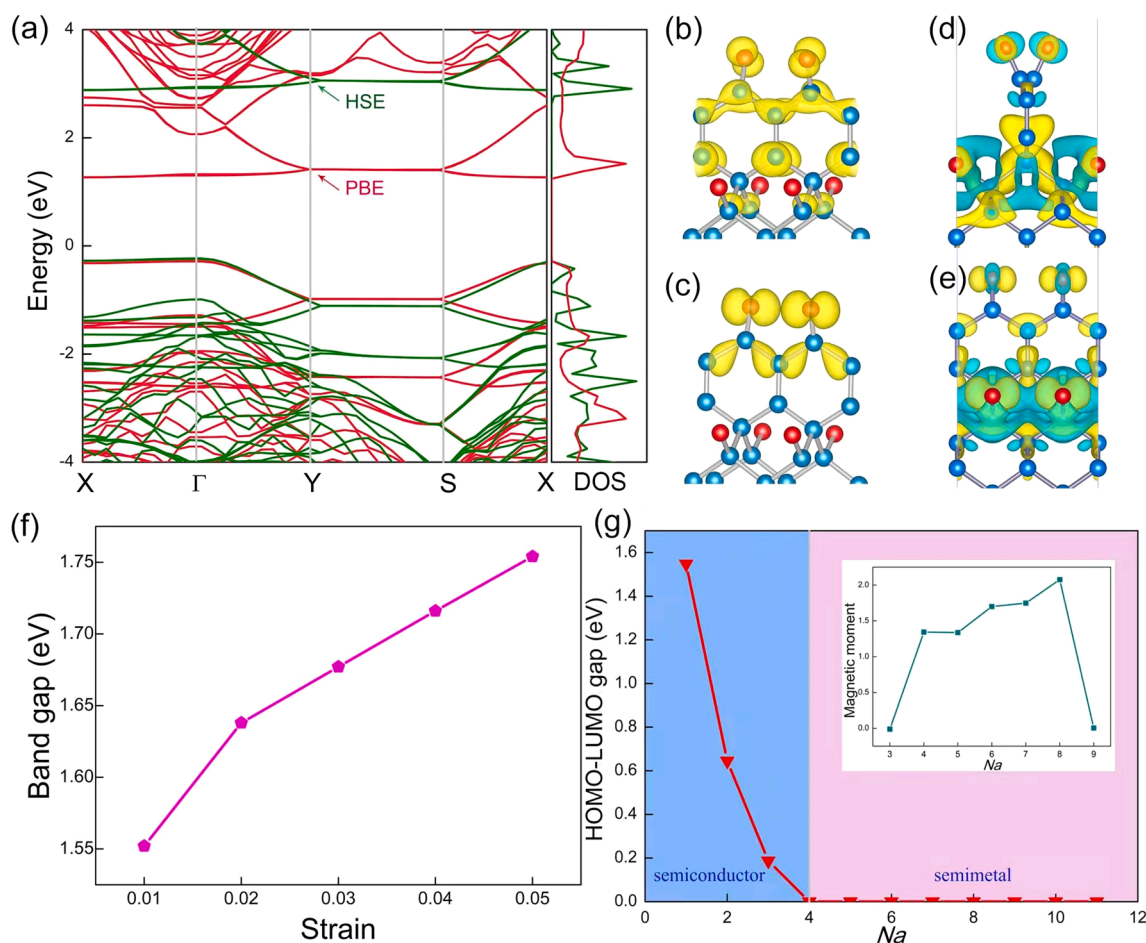 (a)
4
2
0
-2
-4
Energy (eV)
HSE
PBE
X Γ Y S X DOS
(b)
(d)
(c)
(e)
(f)
1.75
1.70
1.65
1.60
1.55
Band gap (eV)
0.01 0.02 0.03 0.04 0.05
Strain
(g)
1.6
1.4
1.2
1.0
0.8
0.6
0.4
0.2
0.0
HOMO-LUMO gap (eV)
semiconductor
semimetal
0 2 4 6 8 10 12
Na
2.0
1.5
1.0
0.5
0.0
Magnetic moment
3 4 5 6 7 8 9
Na